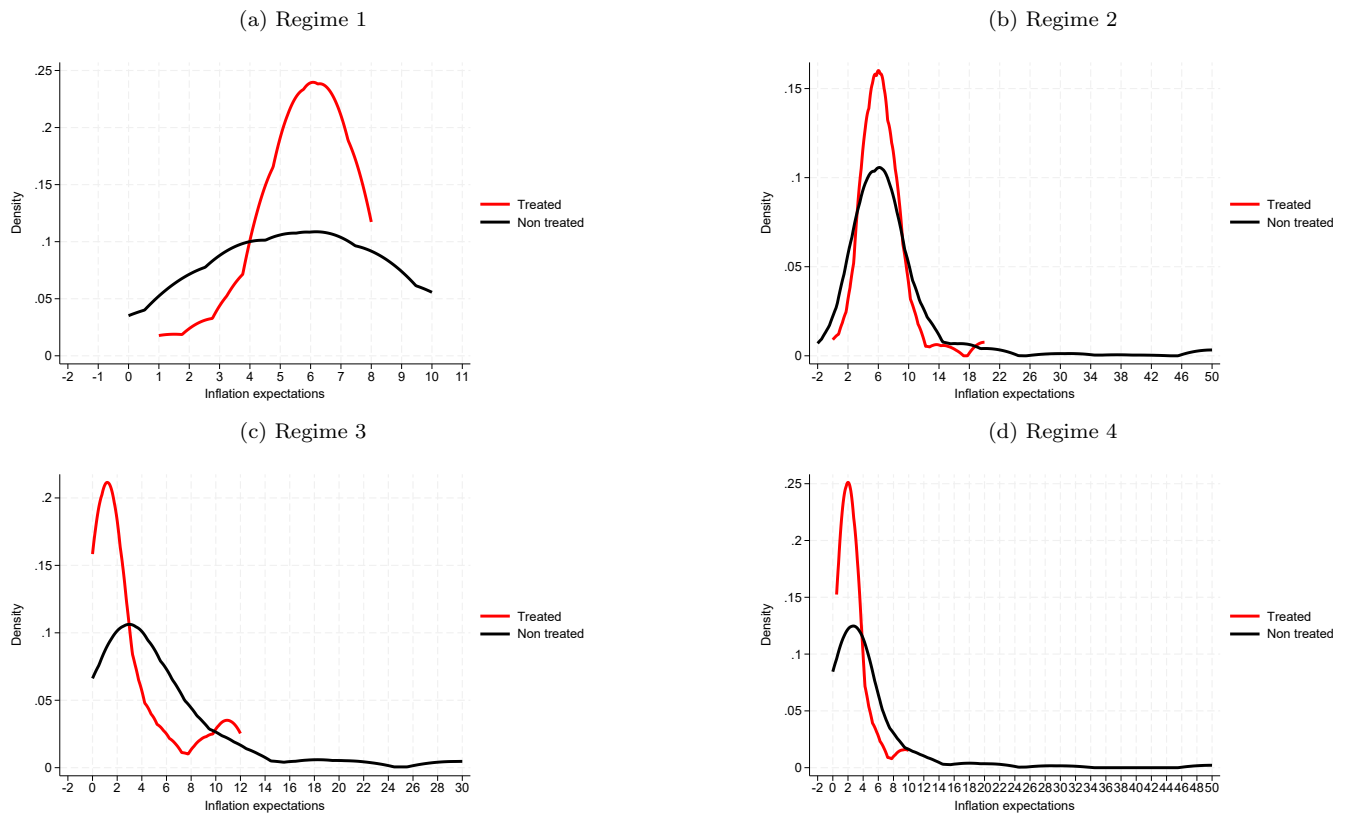 (a) Regime 1
.25
.2
.15
.1
.05
0
Density
-2 -1 0 1 2 3 4 5 6 7 8 9 10 11
Inflation expectations
Treated
Non treated
(b) Regime 2
.15
.1
.05
0
Density
-2 2 6 10 14 18 22 26 30 34 38 42 46 50
Inflation expectations
Treated
Non treated
(c) Regime 3
.2
.15
.1
.05
0
Density
-2 0 2 4 6 8 10 12 14 16 18 20 22 24 26 28 30
Inflation expectations
Treated
Non treated
(d) Regime 4
.25
.2
.15
.1
.05
0
Density
-2 0 2 4 6 8 10 12 14 16 18 20 22 24 26 28 30 32 34 36 38 40 42 44 46 48 50
Inflation expectations
Treated
Non treated